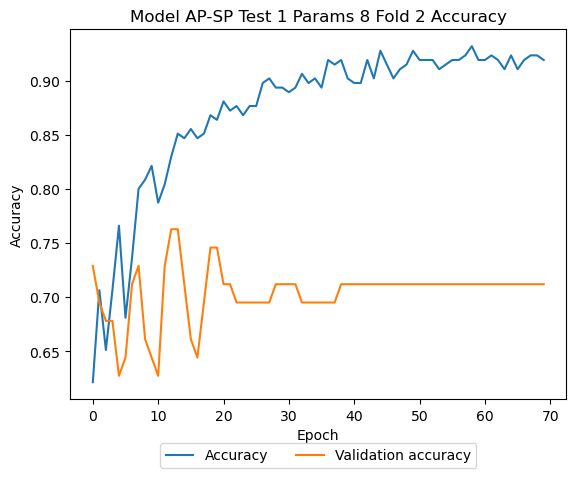 Model AP-SP Test 1 Params 8 Fold 2 Accuracy
Accuracy
0.90
0.85
0.80
0.75
0.70
0.65
0 10 20 30 40 50 60 70
Epoch
Accuracy Validation accuracy